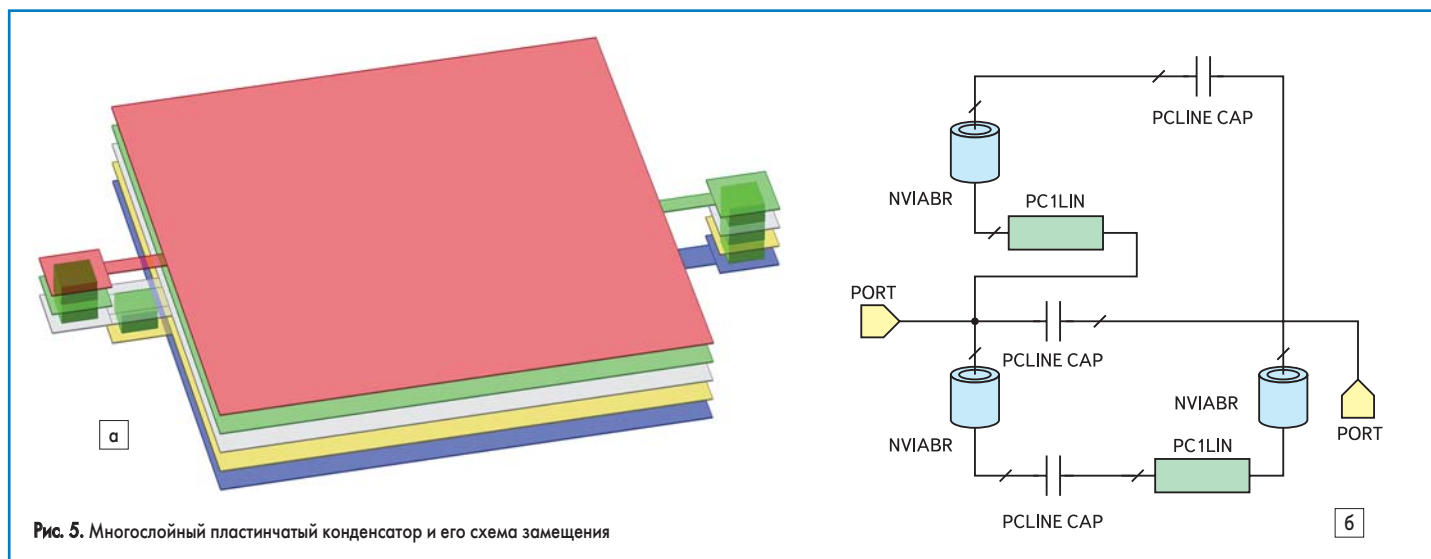 PCLINE CAP
NVIABR
PC1LIN
PORT
PCLINE CAP
NVIABR
NVIABR
PORT
PC1LIN
PCLINE CAP
а
б
Рис. 5. Многослойный пластинчатый конденсатор и его схема замещения